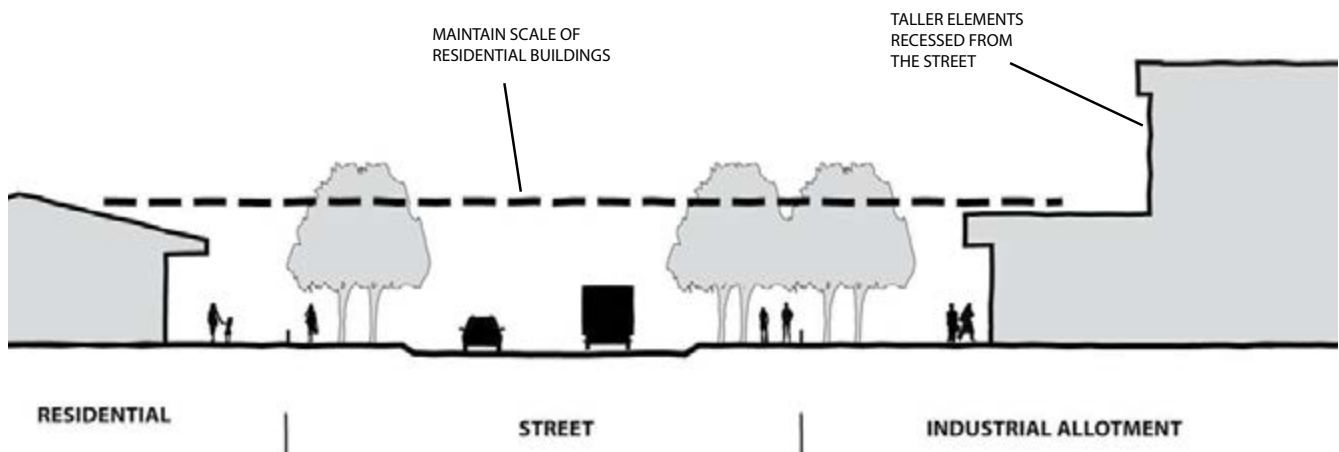 MAINTAIN SCALE OF
RESIDENTIAL BUILDINGS
TALLER ELEMENTS
RECESSED FROM
THE STREET
RESIDENTIAL
STREET
INDUSTRIAL ALLOTMENT